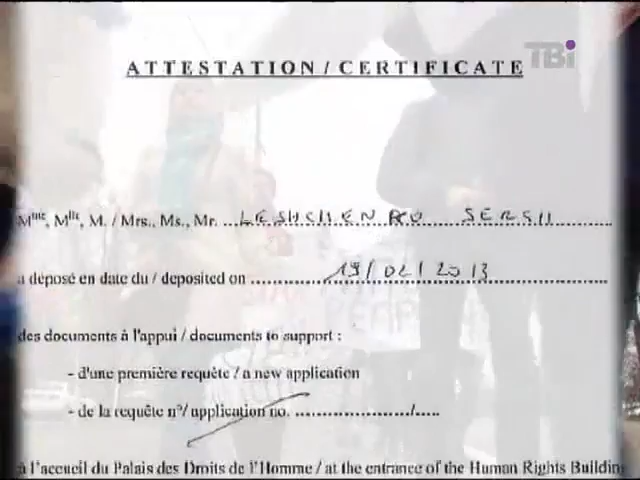 TBi
ATTESTATION / CERTIFICATE
Mme, Mlle, M. / Mrs., Ms., Mr. ...LESHCHENKO SERGII...
a déposé en date du / deposited on ...19/02/2013...
des documents à l'appui / documents to support :
- d'une première requête / a new application
- de la requête n°/ application no. ..................../.....
à l'accueil du Palais des Droits de l'Homme / at the entrance of the Human Rights Building